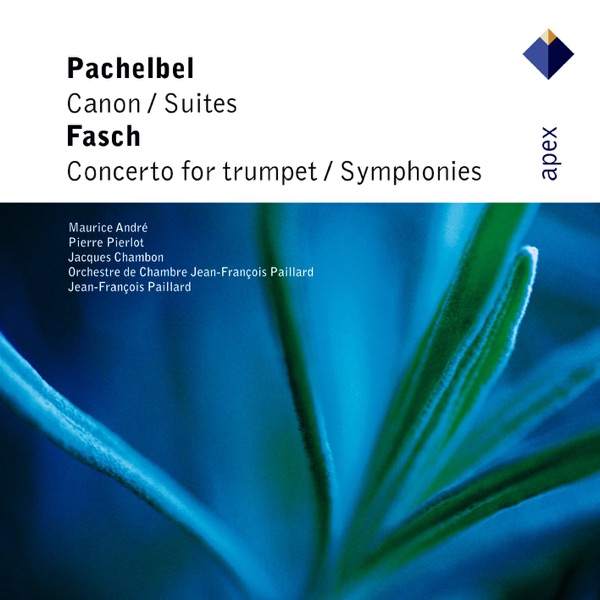 Pachelbel
Canon / Suites
Fasch
Concerto for trumpet / Symphonies
apex
Maurice André
Pierre Pierlot
Jacques Chambon
Orchestre de Chambre Jean-François Paillard
Jean-François Paillard